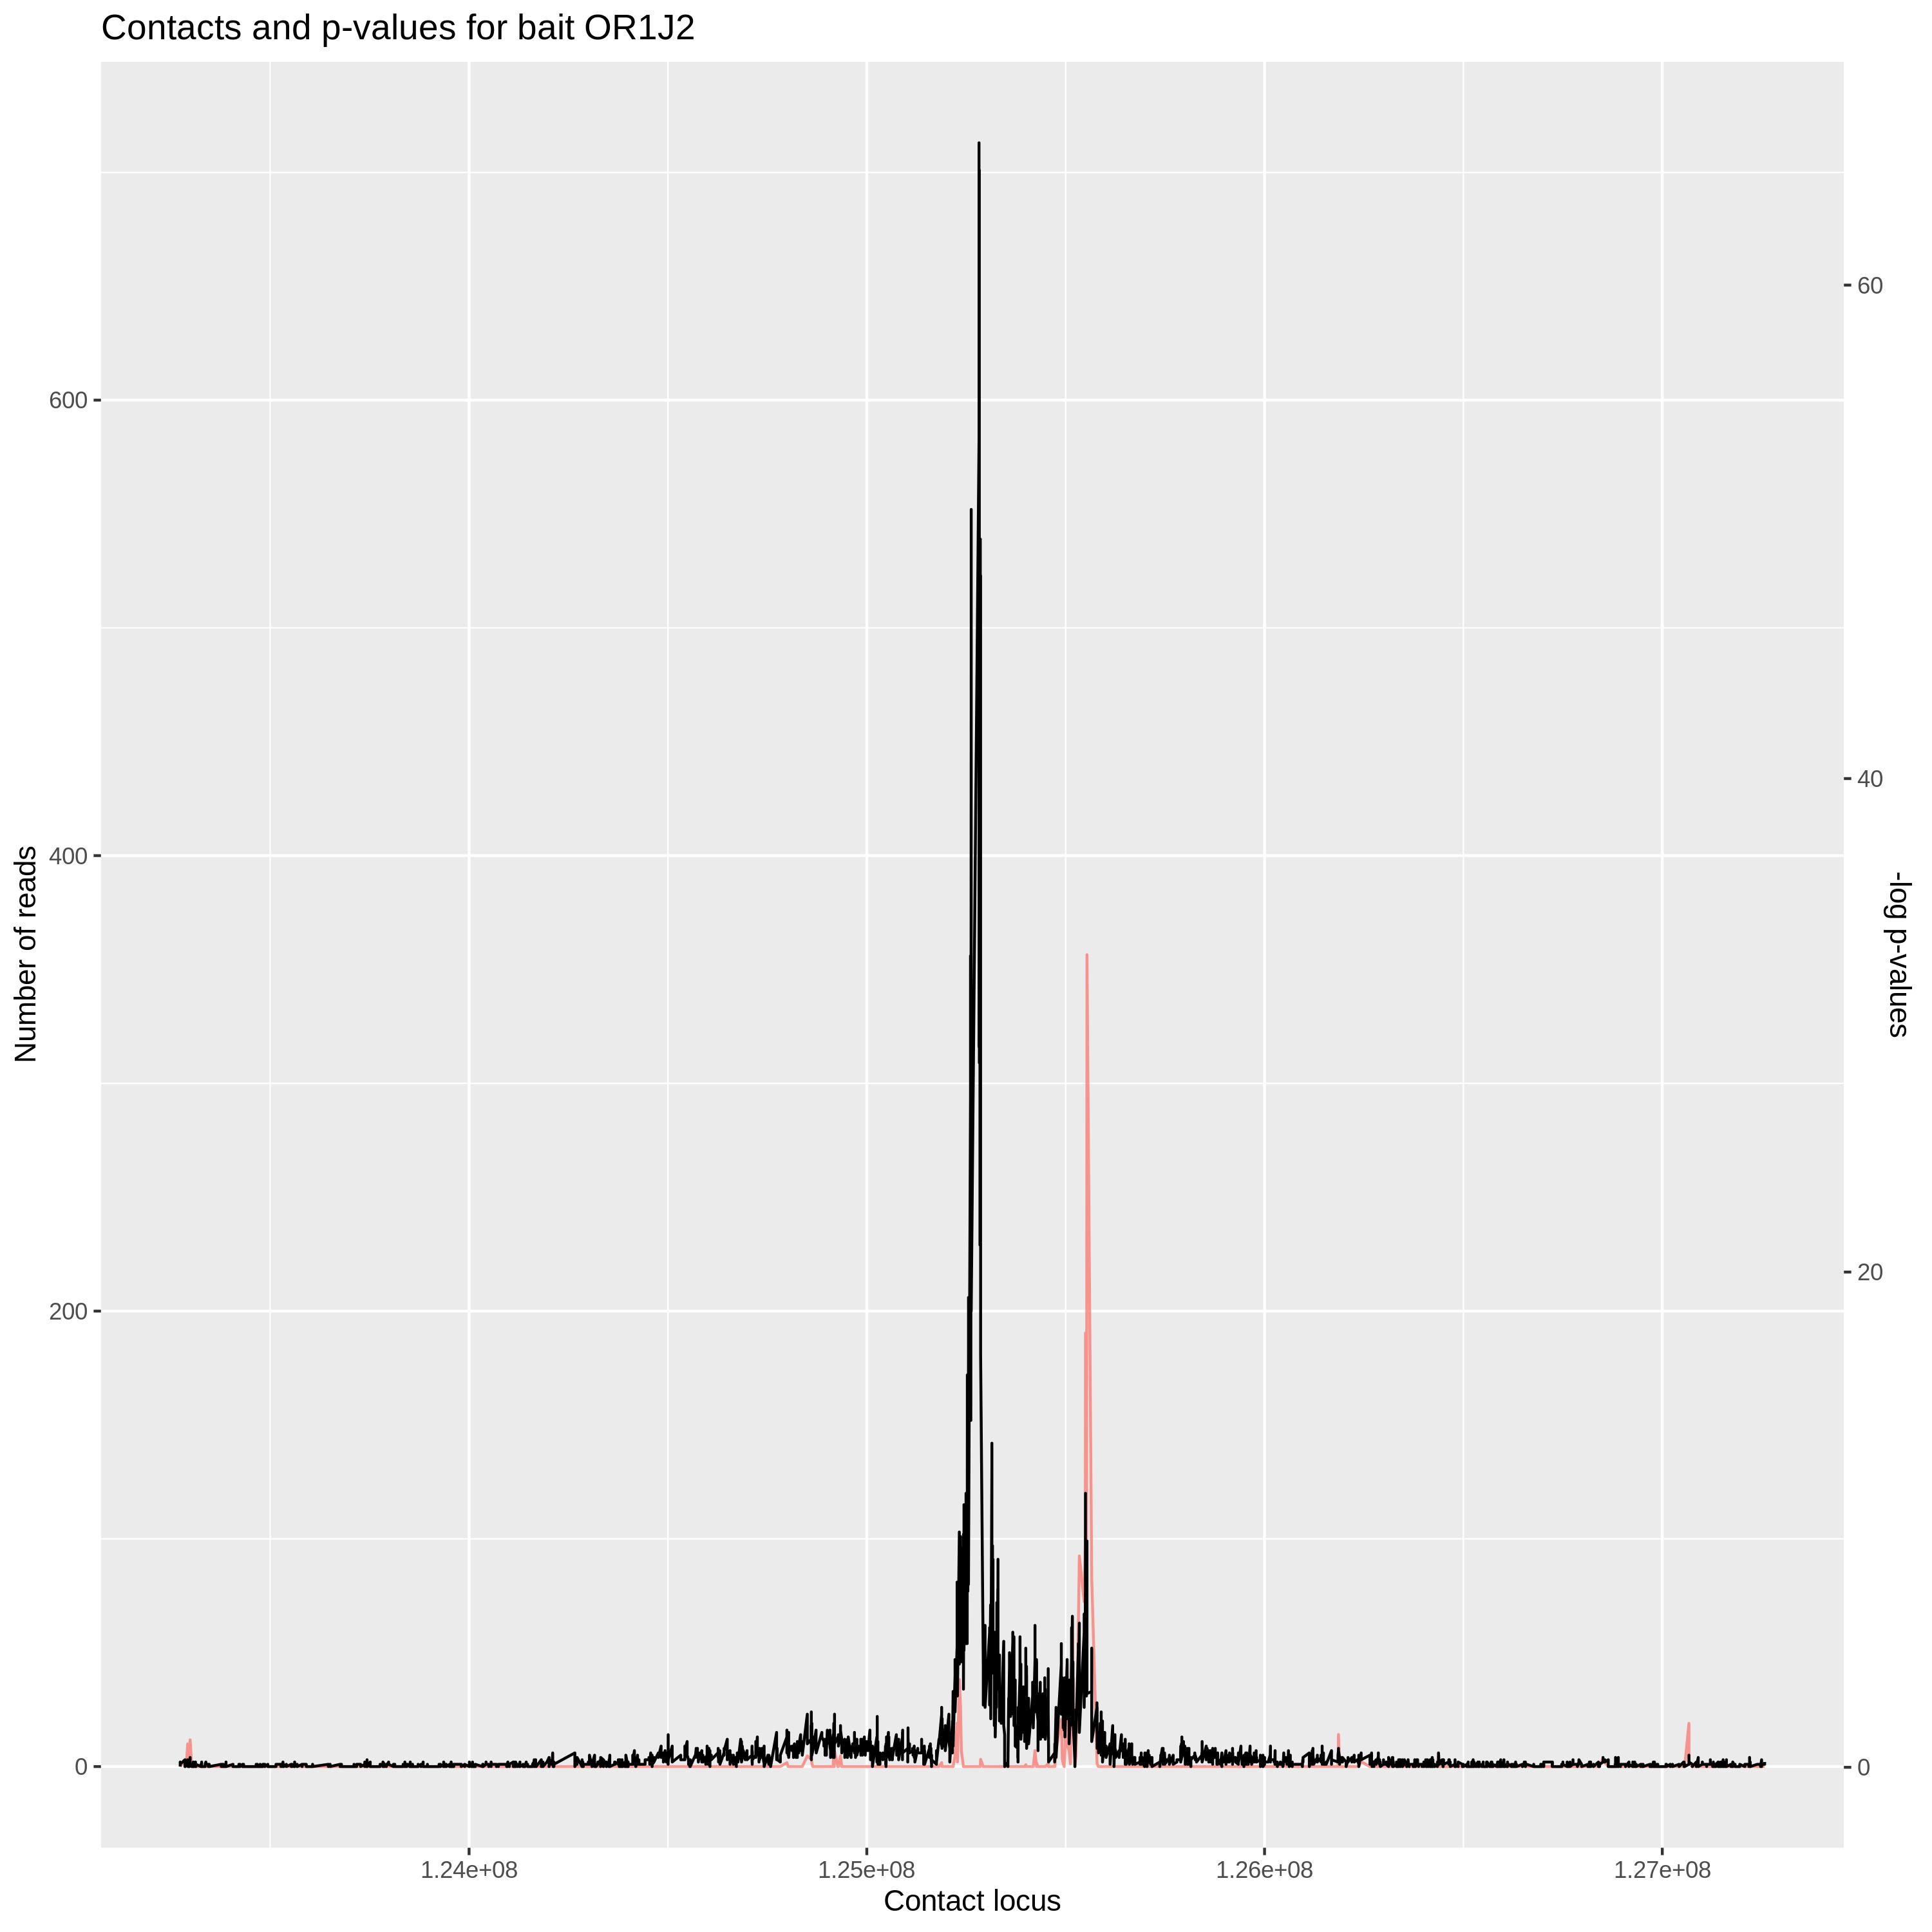 Contacts and p-values for bait OR1J2
Number of reads
600
400
200
0
60
40
20
0
-log p-values
1.24e+08
1.25e+08
1.26e+08
1.27e+08
Contact locus